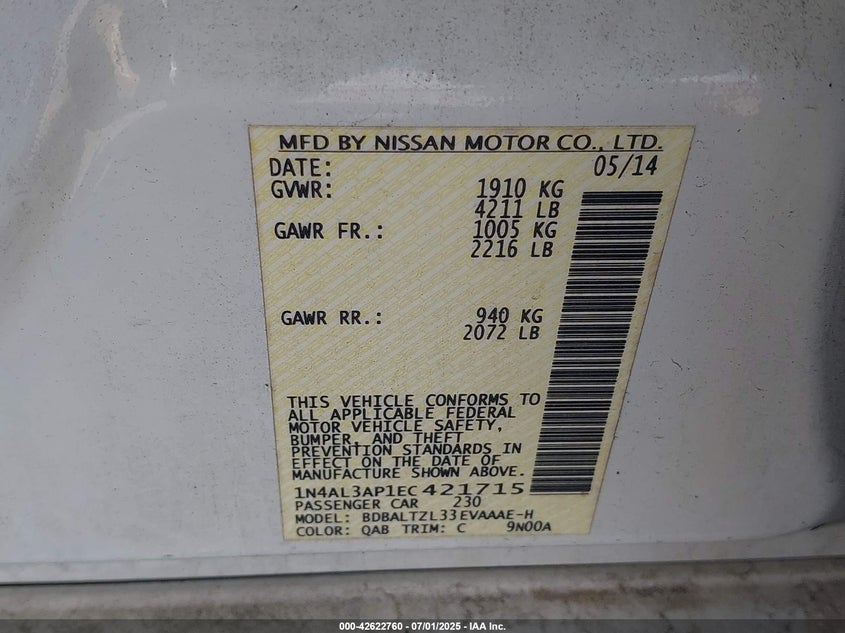 MFD BY NISSAN MOTOR CO., LTD.
DATE: 05/14
GVWR: 1910 KG
4211 LB
GAWR FR.: 1005 KG
2216 LB
GAWR RR.: 940 KG
2072 LB
THIS VEHICLE CONFORMS TO
ALL APPLICABLE FEDERAL
MOTOR VEHICLE SAFETY,
BUMPER, AND THEFT
PREVENTION STANDARDS IN
EFFECT ON THE DATE OF
MANUFACTURE SHOWN ABOVE.
1N4AL3AP1EC421715
PASSENGER CAR 230
MODEL: BDBALTZL33EVAAAE-H
COLOR: QAB TRIM: C 9N00A
000-42622760 - 07/01/2025 - IAA Inc.